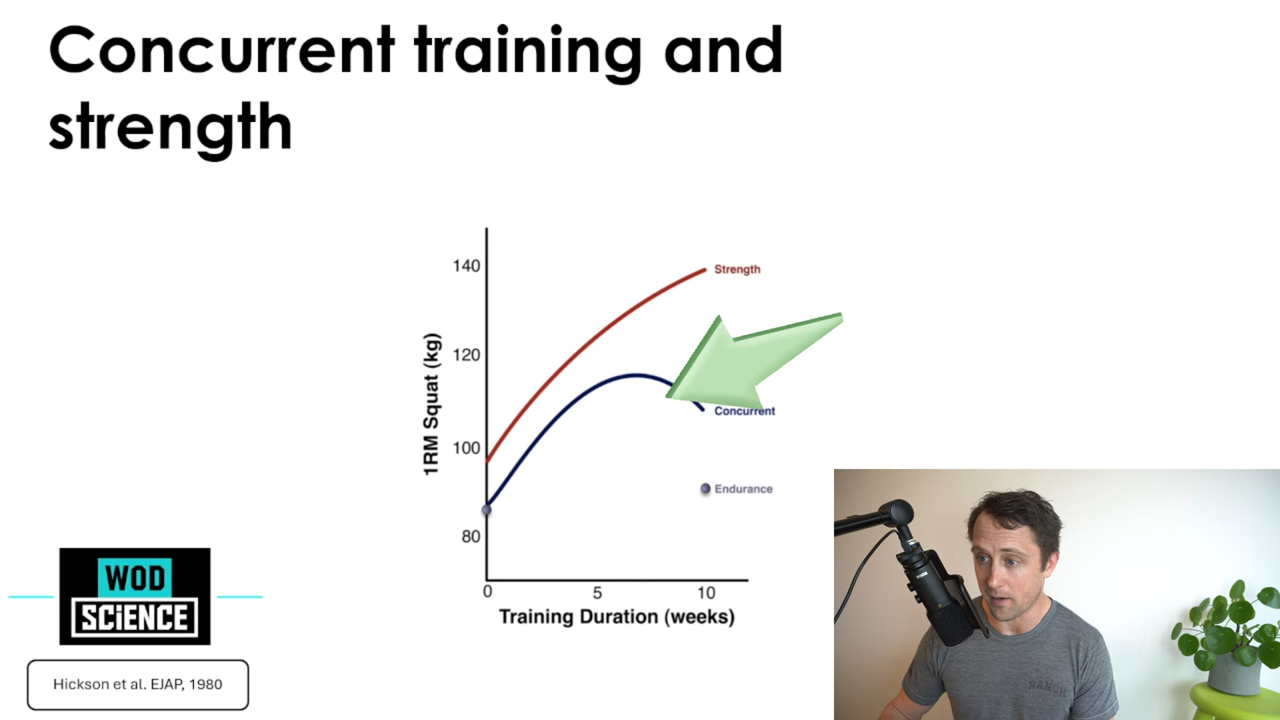 Concurrent training and
strength
140
120
100
80
1RM Squat (kg)
Strength
Concurrent
Endurance
0 5 10
Training Duration (weeks)
WOD
SCiENCE
Hickson et al. EJAP, 1980
RANCH